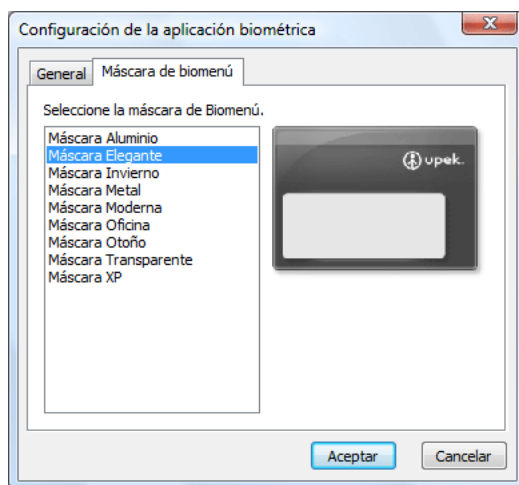 Configuración de la aplicación biométrica
General
Máscara de biomenú
Seleccione la máscara de Biomenú.
Máscara Aluminio
Máscara Elegante
Máscara Invierno
Máscara Metal
Máscara Moderna
Máscara Oficina
Máscara Otoño
Máscara Transparente
Máscara XP
upek
Aceptar
Cancelar